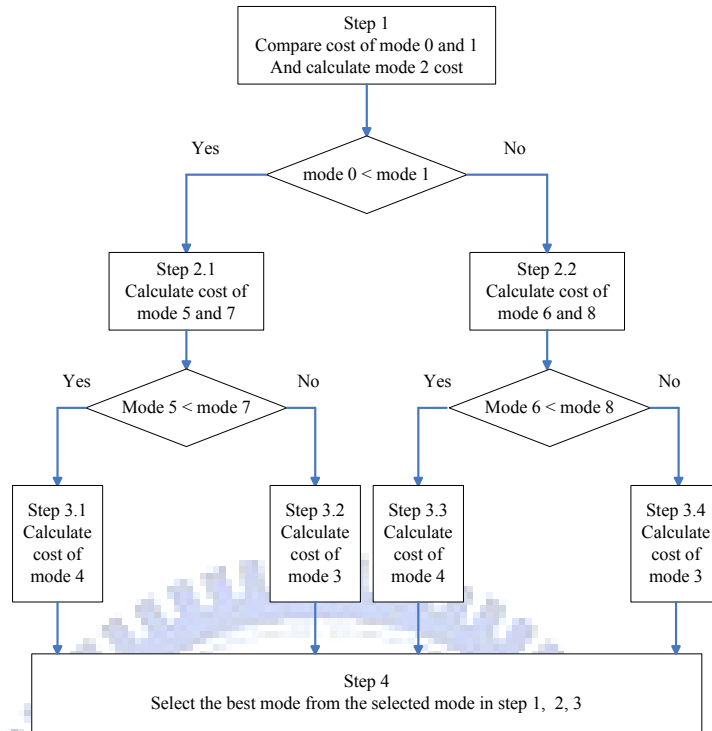 Step 1
Compare cost of mode 0 and 1
And calculate mode 2 cost
Yes
No
mode 0 < mode 1
Step 2.1
Calculate cost of
mode 5 and 7
Step 2.2
Calculate cost of
mode 6 and 8
Yes
No
Yes
No
Mode 5 < mode 7
Mode 6 < mode 8
Step 3.1
Calculate
cost of
mode 4
Step 3.2
Calculate
cost of
mode 3
Step 3.3
Calculate
cost of
mode 4
Step 3.4
Calculate
cost of
mode 3
Step 4
Select the best mode from the selected mode in step 1, 2, 3